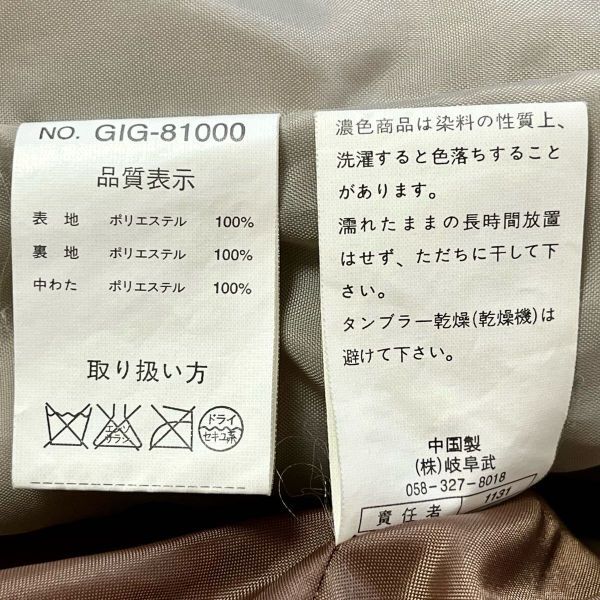 NO. GIG-81000
品質表示
表 地 ポリエステル 100%
裏 地 ポリエステル 100%
中わた ポリエステル 100%
取り扱い方
エンソ
サラシ
ドライ
セキユ系
濃色商品は染料の性質上、
洗濯すると色落ちすること
があります。
濡れたままの長時間放置
はせず、ただちに干して下
さい。
タンブラー乾燥(乾燥機)は
避けて下さい。
中国製
(株)岐阜武
058-327-8018
責任者 1131